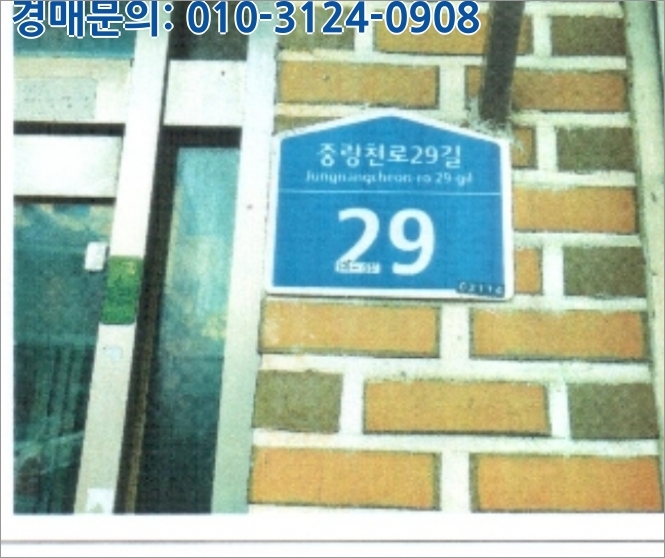 경매문의: 010-3124-0908
중랑천로29길
Jungnangcheon-ro 29-gil
29
02114